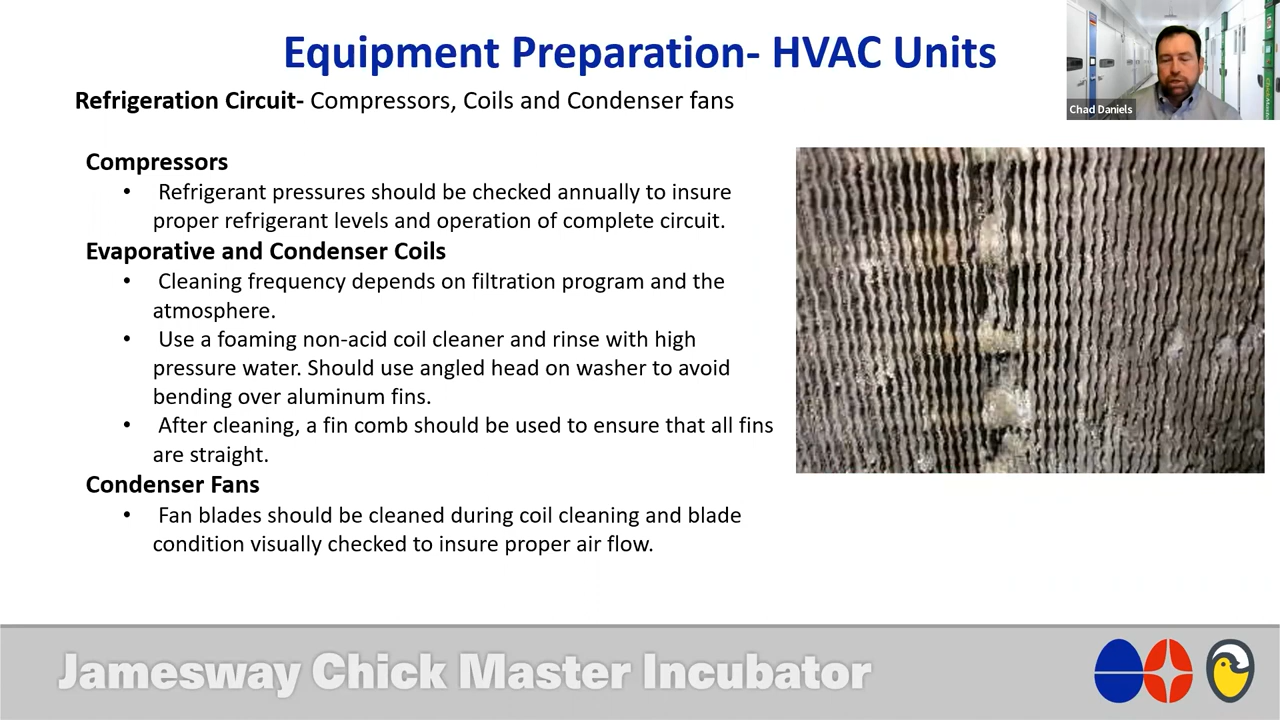 Equipment Preparation- HVAC Units
Chad Daniels
Refrigeration Circuit- Compressors, Coils and Condenser fans
Compressors
• Refrigerant pressures should be checked annually to insure
proper refrigerant levels and operation of complete circuit.
Evaporative and Condenser Coils
• Cleaning frequency depends on filtration program and the
atmosphere.
• Use a foaming non-acid coil cleaner and rinse with high
pressure water. Should use angled head on washer to avoid
bending over aluminum fins.
• After cleaning, a fin comb should be used to ensure that all fins
are straight.
Condenser Fans
• Fan blades should be cleaned during coil cleaning and blade
condition visually checked to insure proper air flow.
Jamesway Chick Master Incubator